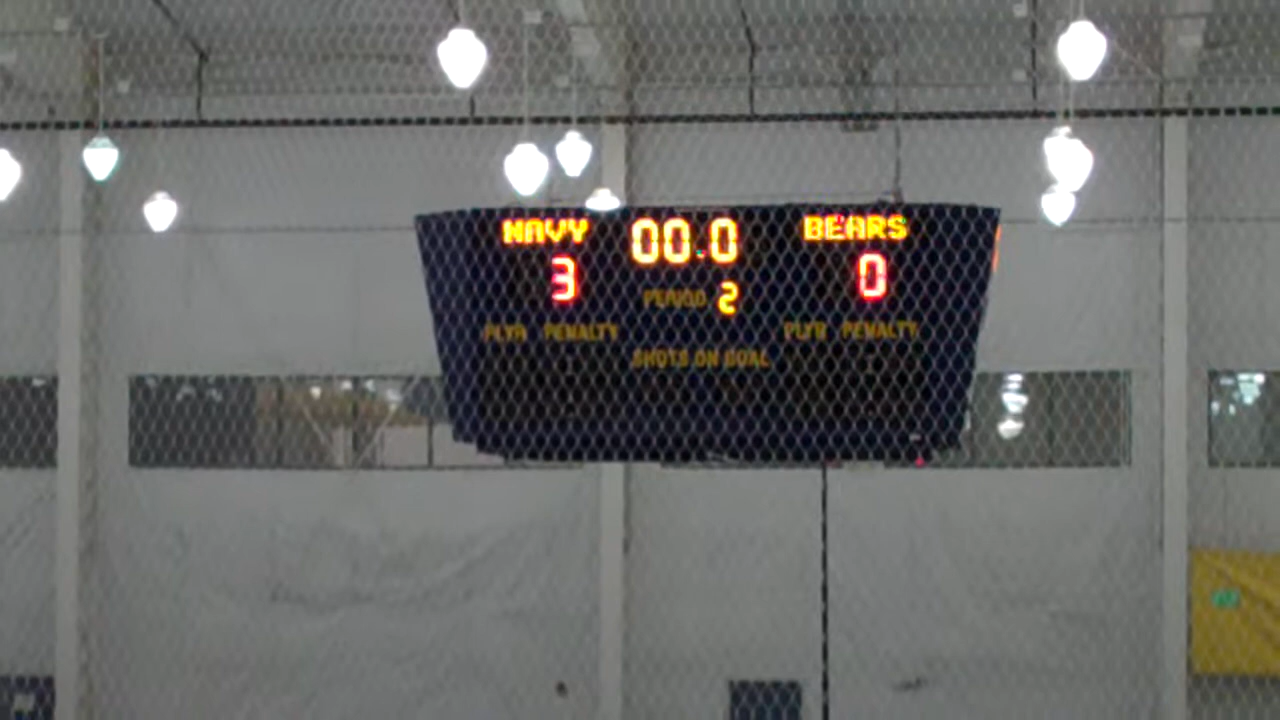 NAVY 00.0 BEARS
3 0
PERIOD 2
PLYR PENALTY PLYR PENALTY
SHOTS ON GOAL